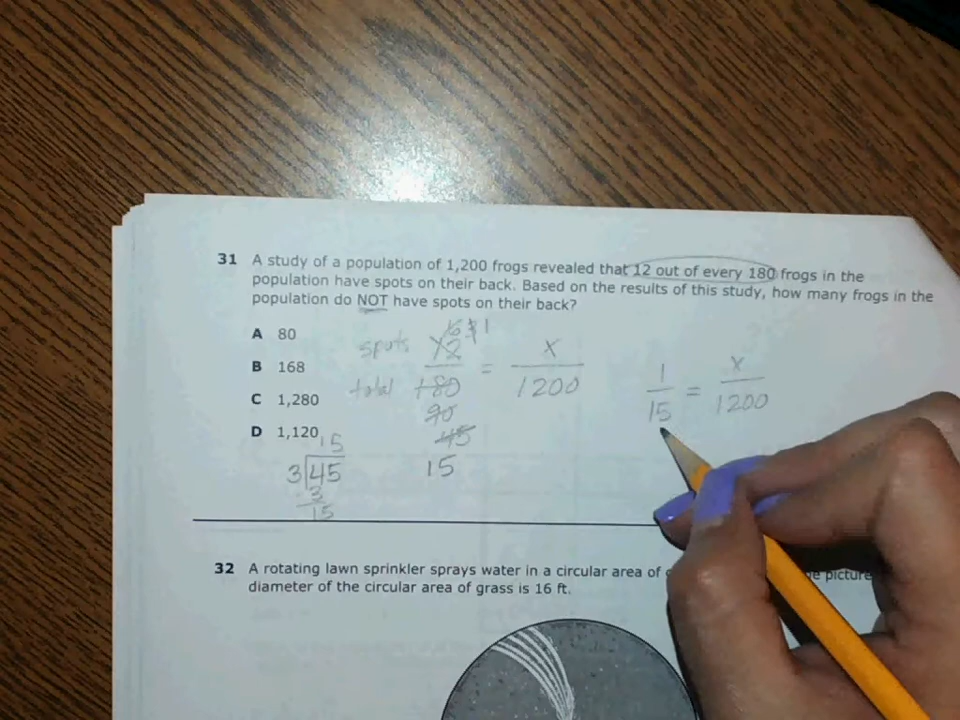 31 A study of a population of 1,200 frogs revealed that 12 out of every 180 frogs in the
population have spots on their back. Based on the results of this study, how many frogs in the
population do NOT have spots on their back?
A 80
B 168
C 1,280
D 1,120
spots 12 = x
total 180 1200
90
45
15
1 = x
15 1200
15
3 45
3
15
32 A rotating lawn sprinkler sprays water in a circular area of
picture
diameter of the circular area of grass is 16 ft.